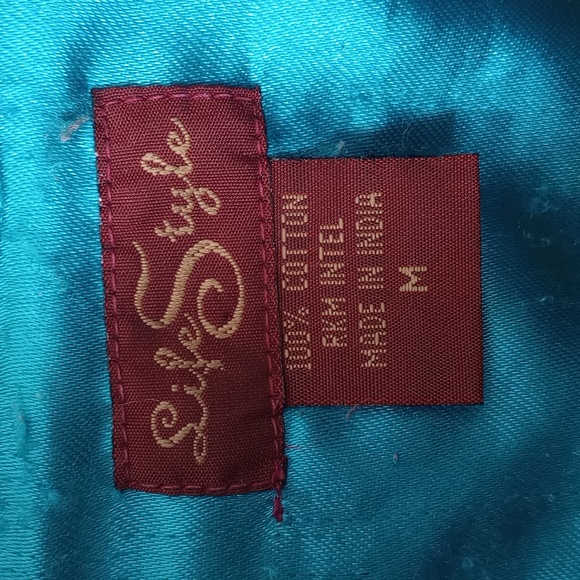 Life Style
100% COTTON
RKM INTEL
MADE IN INDIA
M